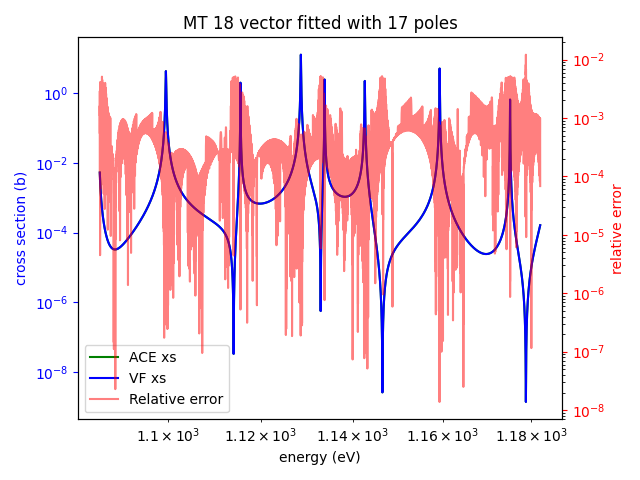 MT 18 vector fitted with 17 poles
cross section (b)
10⁰
10⁻²
10⁻⁴
10⁻⁶
10⁻⁸
10⁻²
10⁻³
10⁻⁴
10⁻⁵
10⁻⁶
10⁻⁷
10⁻⁸
relative error
ACE xs
VF xs
Relative error
1.1 × 10³ 1.12 × 10³ 1.14 × 10³ 1.16 × 10³ 1.18 × 10³
energy (eV)